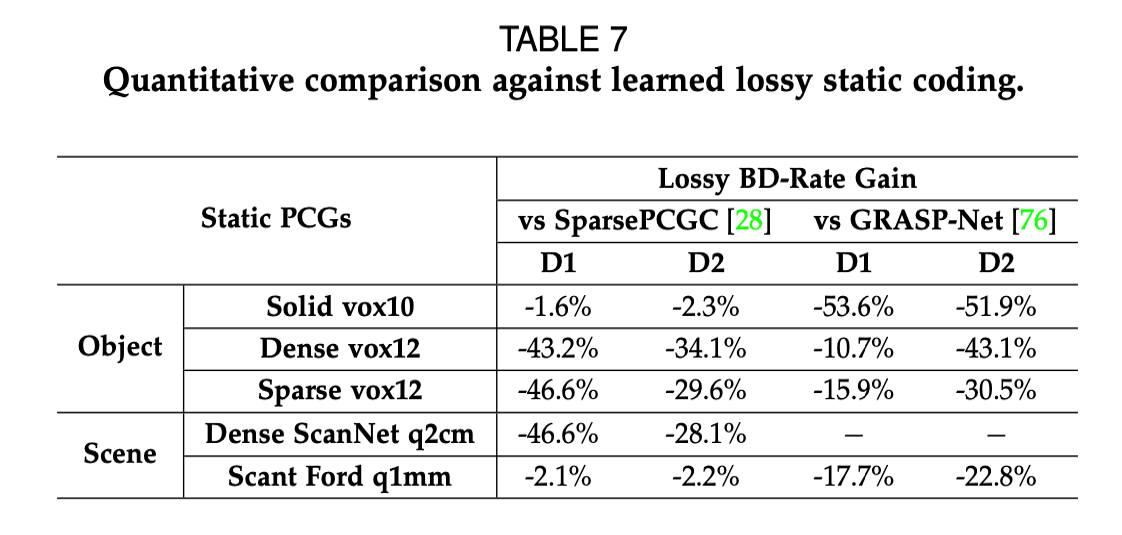 TABLE 7
Quantitative comparison against learned lossy static coding.
Static PCGs
Lossy BD-Rate Gain
vs SparsePCGC [28] vs GRASP-Net [76]
D1 D2 D1 D2
Object
Solid vox10 -1.6% -2.3% -53.6% -51.9%
Dense vox12 -43.2% -34.1% -10.7% -43.1%
Sparse vox12 -46.6% -29.6% -15.9% -30.5%
Scene
Dense ScanNet q2cm -46.6% -28.1% – –
Scant Ford q1mm -2.1% -2.2% -17.7% -22.8%